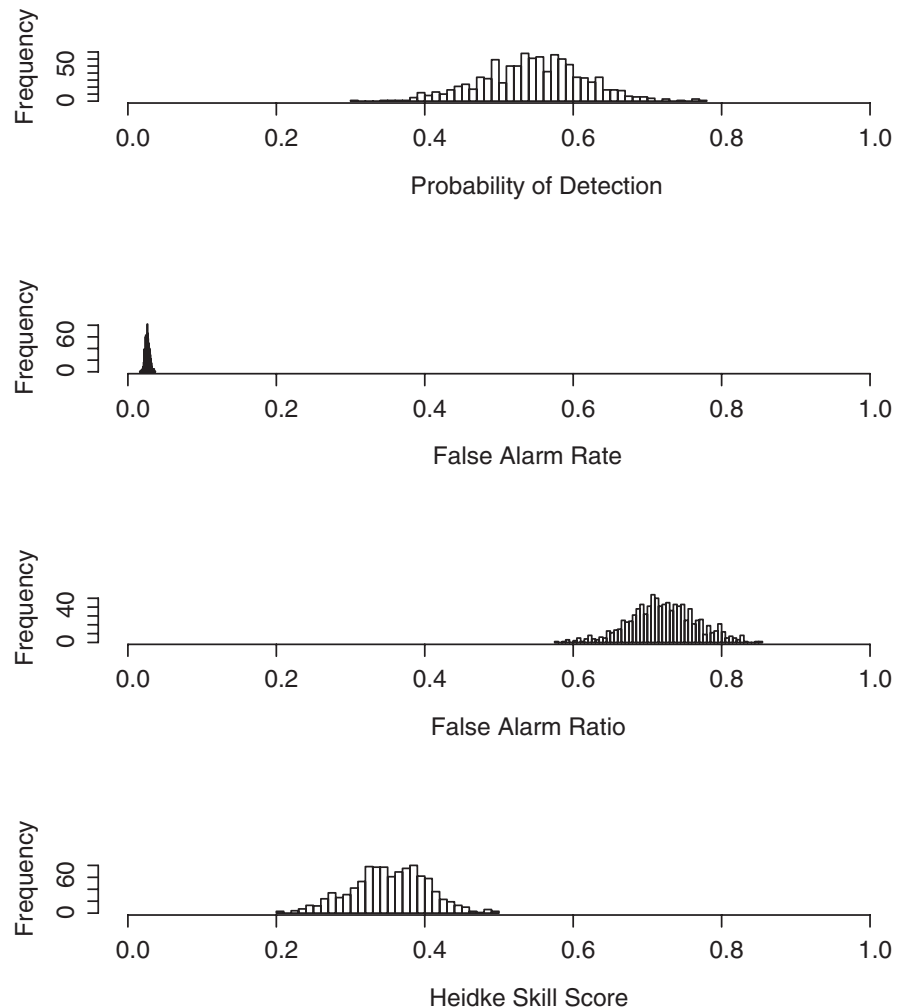 Frequency
0 50
0.0 0.2 0.4 0.6 0.8 1.0
Probability of Detection
Frequency
0 60
0.0 0.2 0.4 0.6 0.8 1.0
False Alarm Rate
Frequency
0 40
0.0 0.2 0.4 0.6 0.8 1.0
False Alarm Ratio
Frequency
0 60
0.0 0.2 0.4 0.6 0.8 1.0
Heidke Skill Score